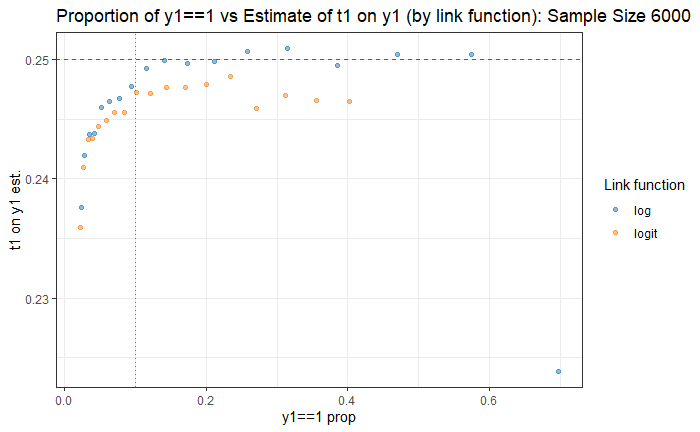 Proportion of y1==1 vs Estimate of t1 on y1 (by link function): Sample Size 6000
t1 on y1 est.
0.25
0.24
0.23
0.0
0.2
0.4
0.6
y1==1 prop
Link function
log
logit